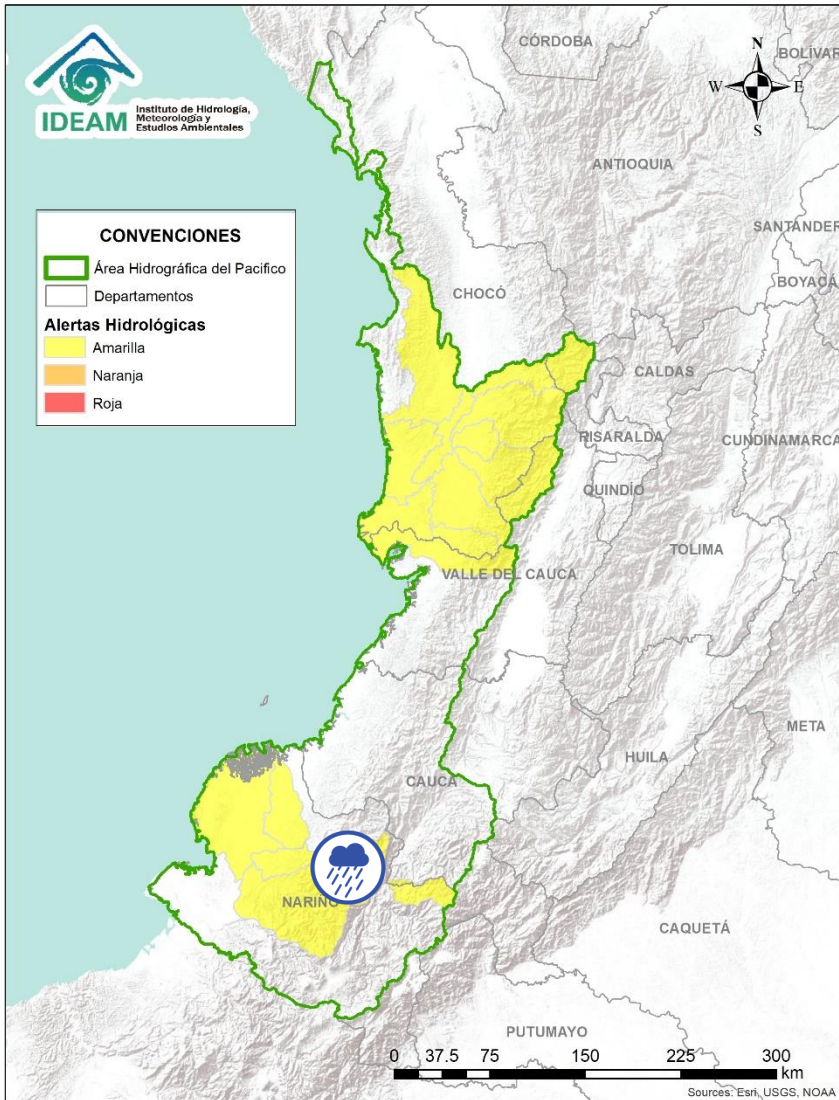 IDEAM
Instituto de Hidrología,
Meteorología y
Estudios Ambientales
CÓRDOBA
BOLÍVAR
N
W
E
S
ANTIOQUIA
SANTANDER
BOYACÁ
CONVENCIONES
Área Hidrográfica del Pacifico
Departamentos
Alertas Hidrológicas
Amarilla
Naranja
Roja
CHOCÓ
CALDAS
RISARALDA
CUNDINAMARCA
QUINDÍO
TOLIMA
VALLE DEL CAUCA
META
HUILA
CAUCA
NARIÑO
CAQUETÁ
PUTUMAYO
0 37.5 75 150 225 300
km
Sources: Esri, USGS, NOAA